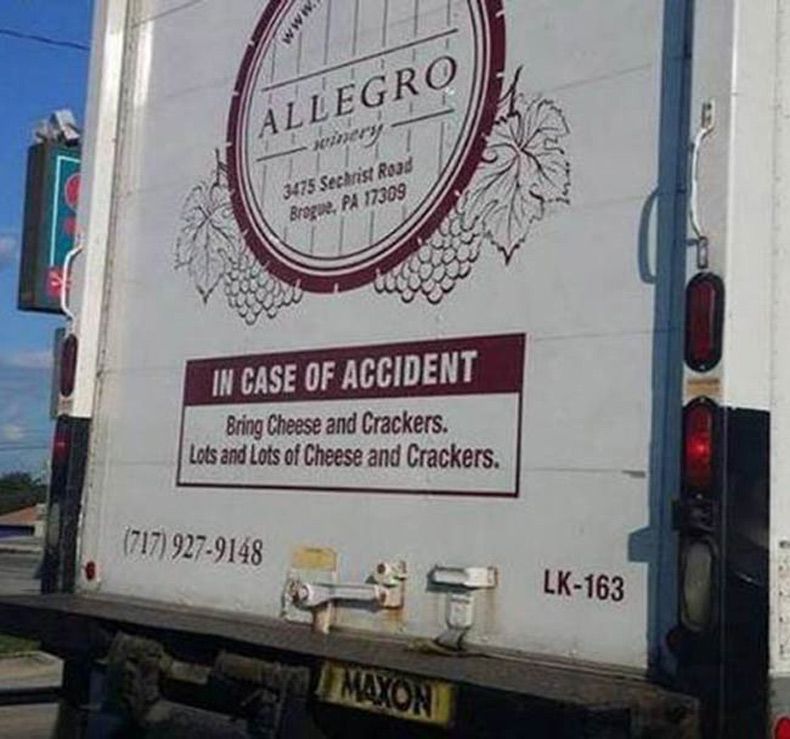 www.
ALLEGRO
winery
3475 Sechrist Road
Brogue, PA 17309
IN CASE OF ACCIDENT
Bring Cheese and Crackers.
Lots and Lots of Cheese and Crackers.
(717) 927-9148
LK-163
MAXON